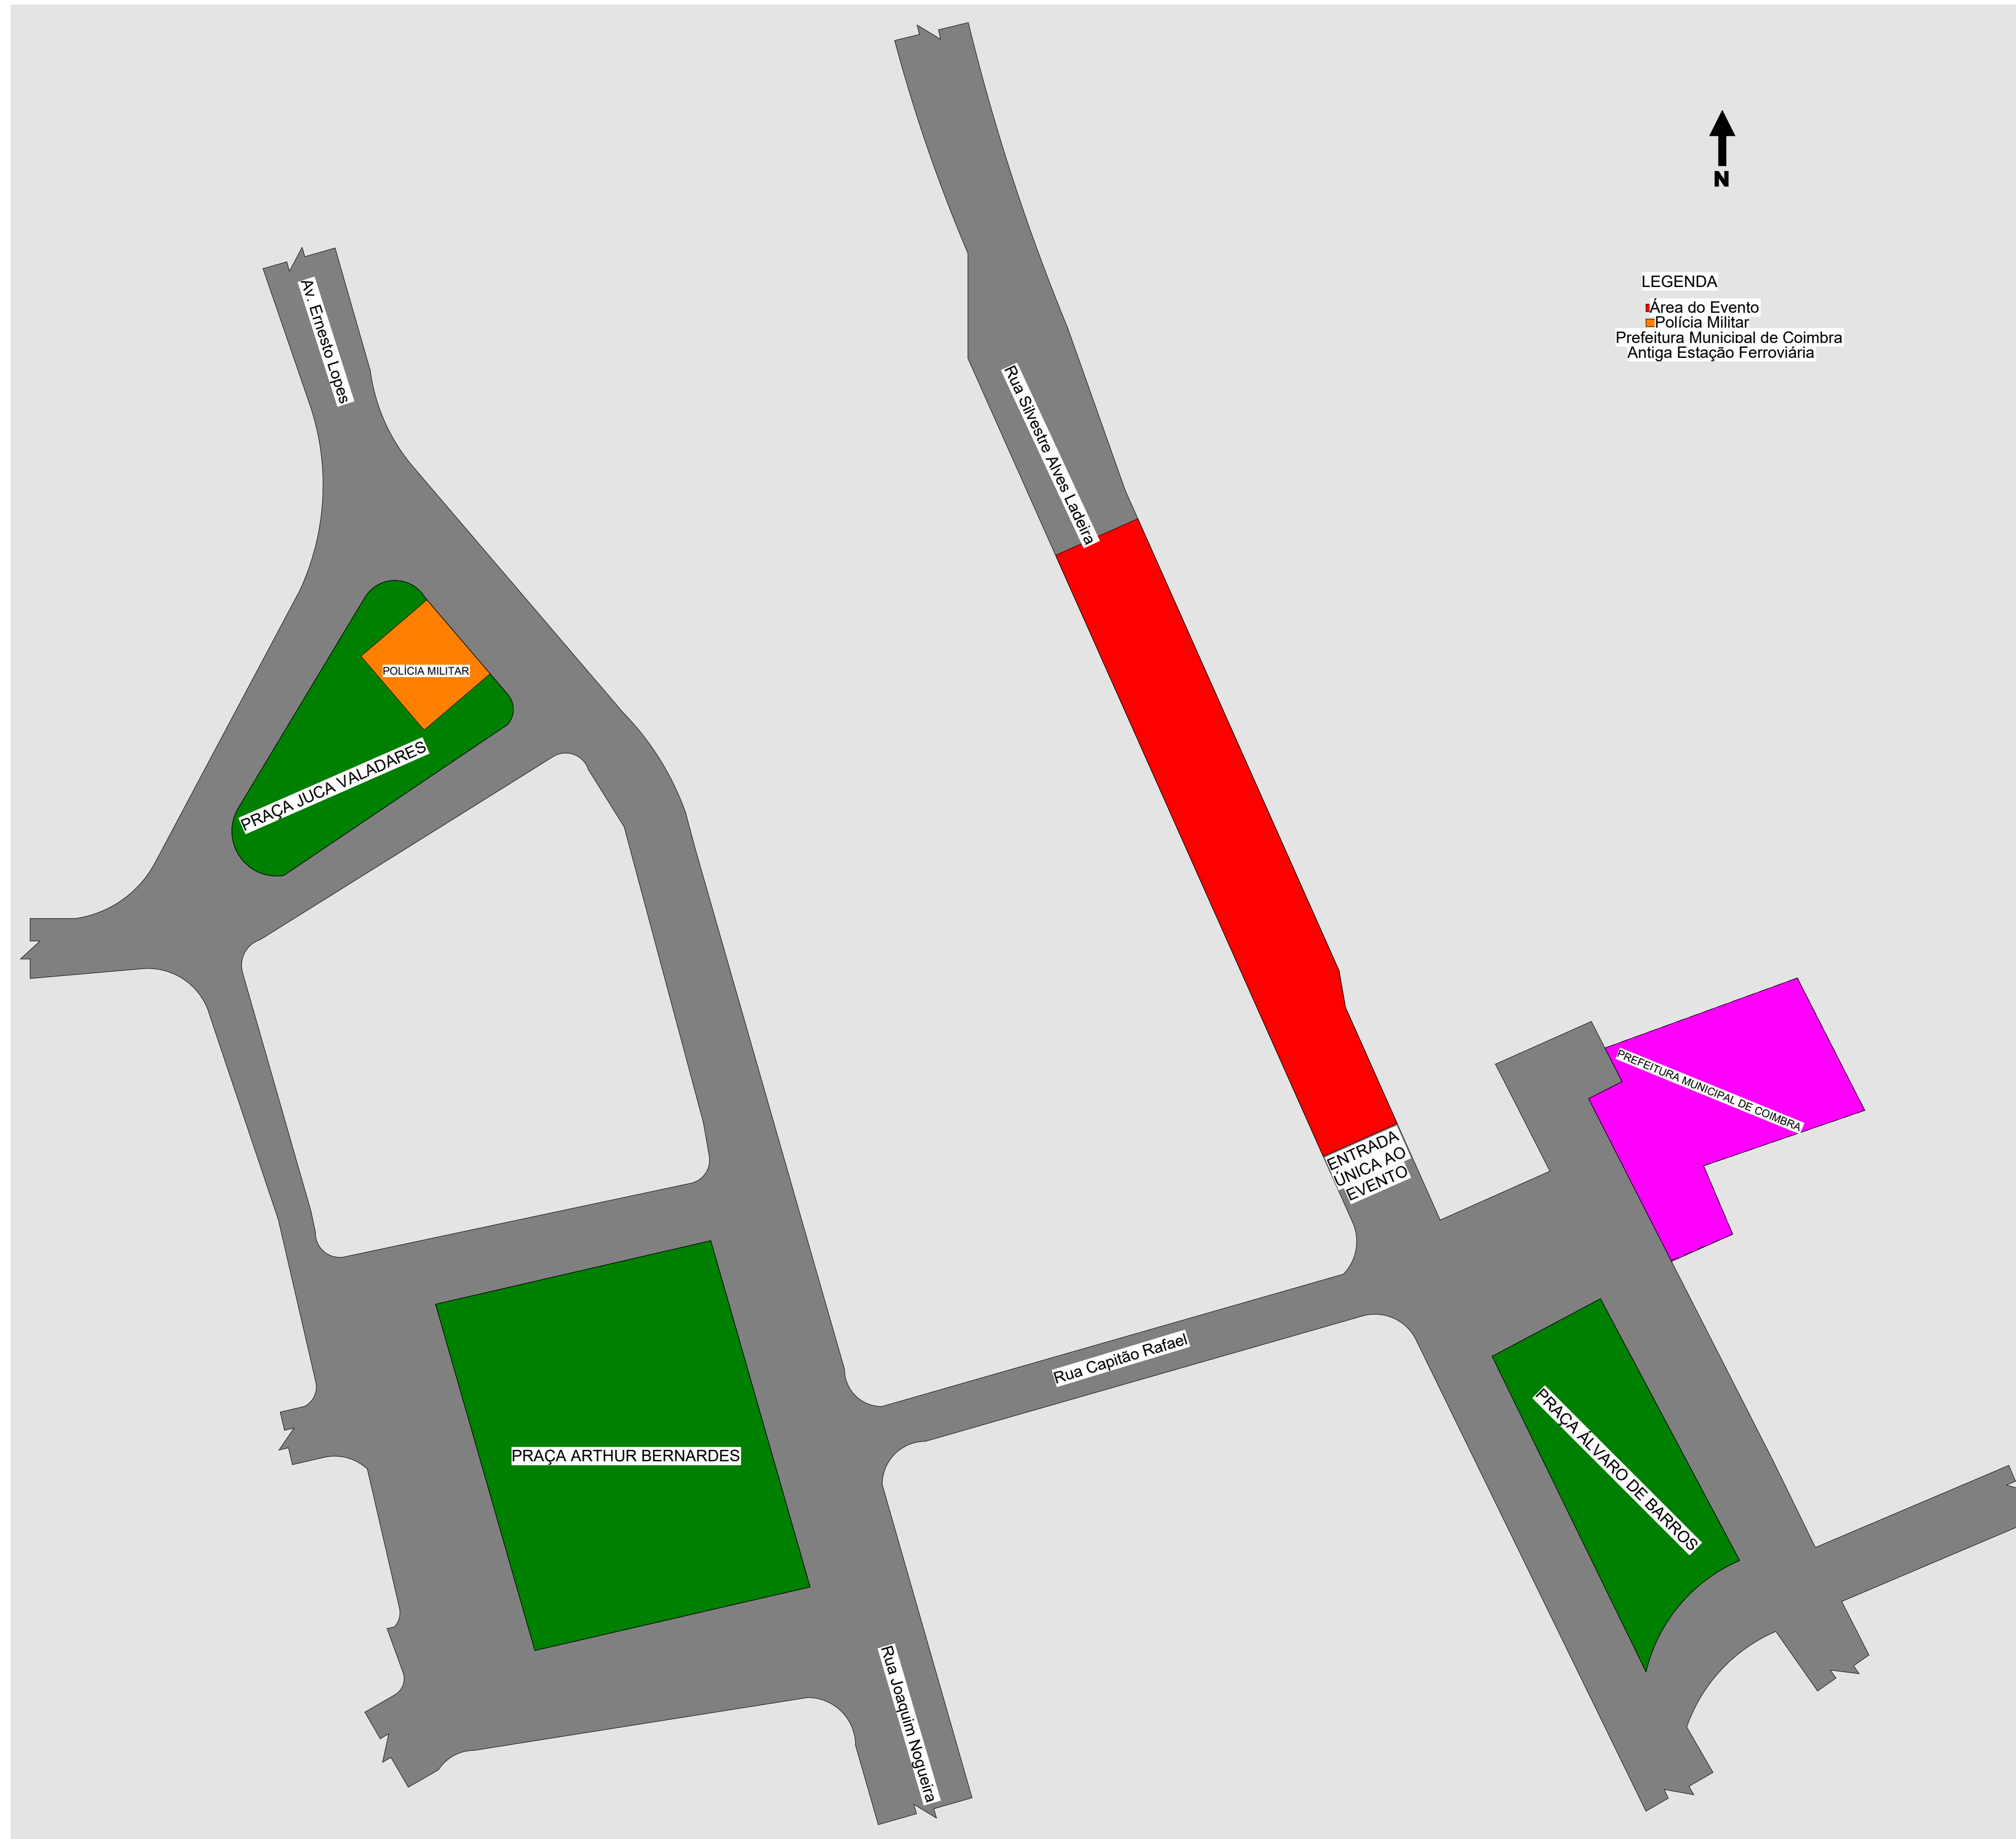 N
Av. Ernesto Lopes
LEGENDA
Área do Evento
Polícia Militar
Prefeitura Municipal de Coimbra
Antiga Estação Ferroviária
Rua Silvestre Alves Ladeira
POLÍCIA MILITAR
PRAÇA JUCA VALADARES
PREFEITURA MUNICIPAL DE COIMBRA
ENTRADA
ÚNICA AO
EVENTO
Rua Capitão Rafael
PRAÇA ARTHUR BERNARDES
PRAÇA ÁLVARO DE BARROS
Rua Joaquim Nogueira